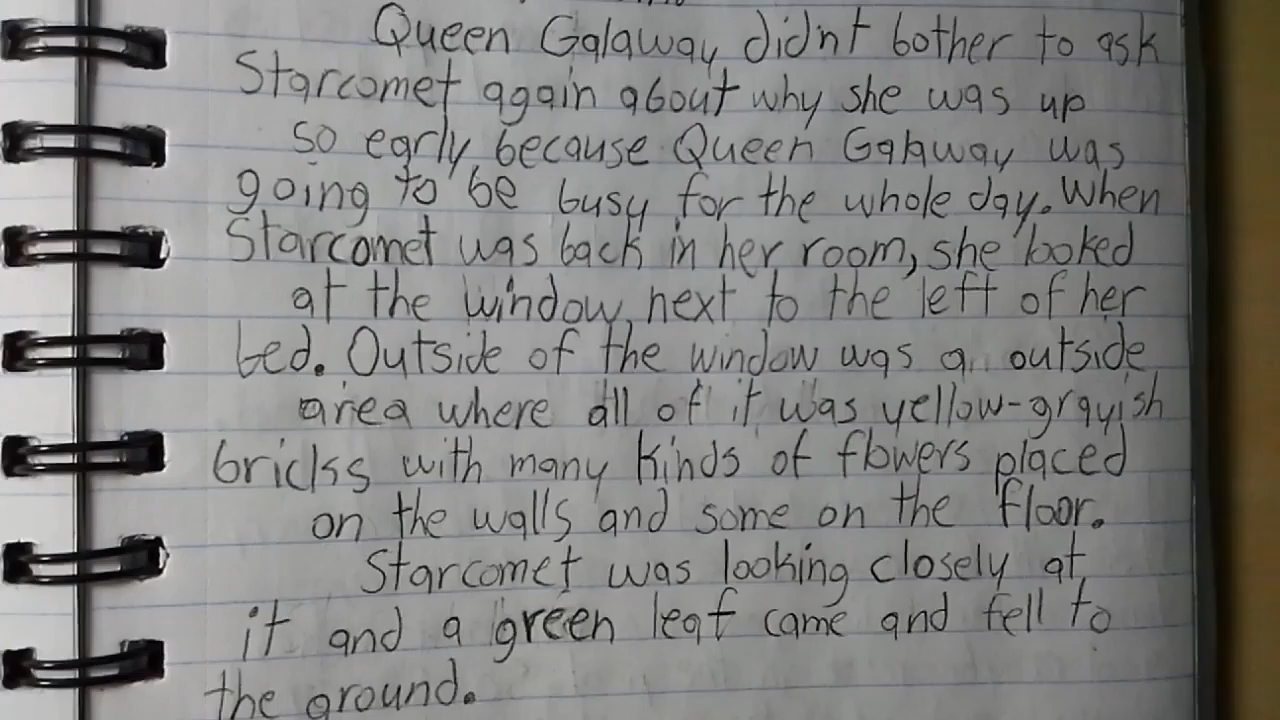 Queen Galaway didn't bother to ask
Starcomet again about why she was up
so early, because Queen Galaway was
going to be busy for the whole day. When
Starcomet was back in her room, she looked
at the window next to the left of her
bed. Outside of the window was a outside
area where all of it was yellow-grayish
bricks with many kinds of flowers placed
on the walls and some on the floor.
Starcomet was looking closely at
it and a green leaf came and fell to
the ground.